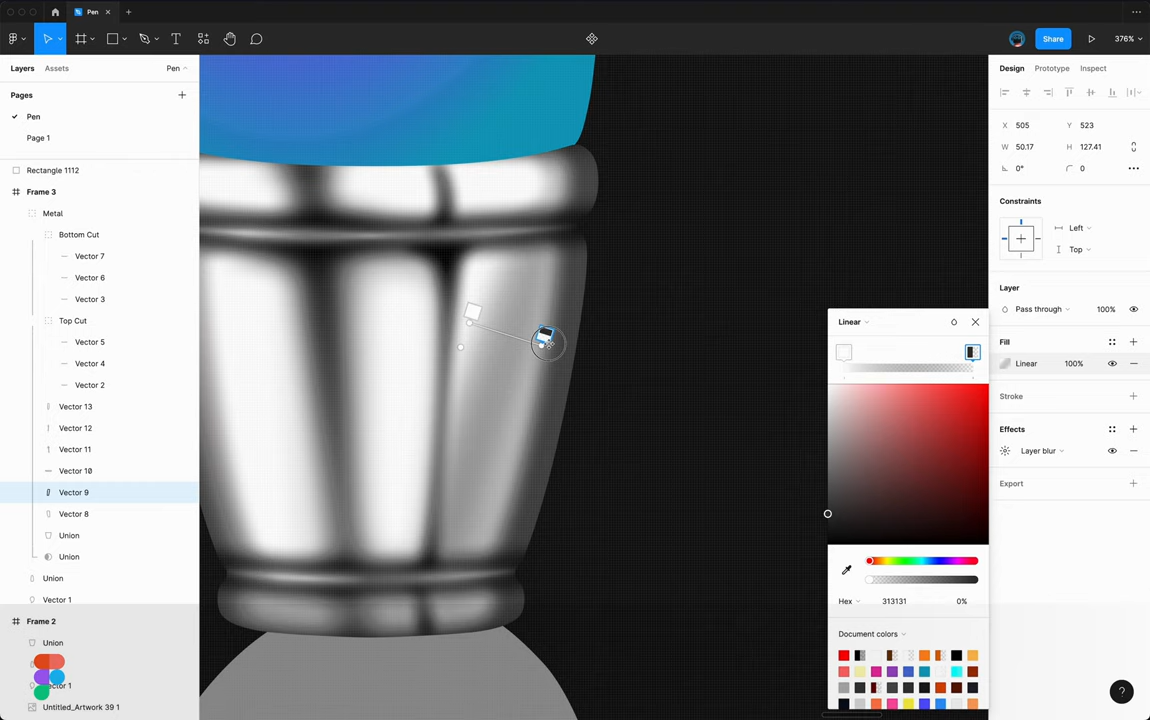 Pen
Share
376%
Layers
Assets
Pen
Pages
Pen
Page 1
Rectangle 1112
Frame 3
Metal
Bottom Cut
Vector 7
Vector 6
Vector 3
Top Cut
Vector 5
Vector 4
Vector 2
Vector 13
Vector 12
Vector 11
Vector 10
Vector 9
Vector 8
Union
Union
Union
Vector 1
Frame 2
Union
Vector 1
Untitled_Artwork 39 1
Design
Prototype
Inspect
X 505
Y 523
W 50.17
H 127.41
0°
0
Constraints
Left
Top
Layer
Pass through
100%
Fill
Linear
100%
Stroke
Effects
Layer blur
Export
Linear
Hex
313131
0%
Document colors
?